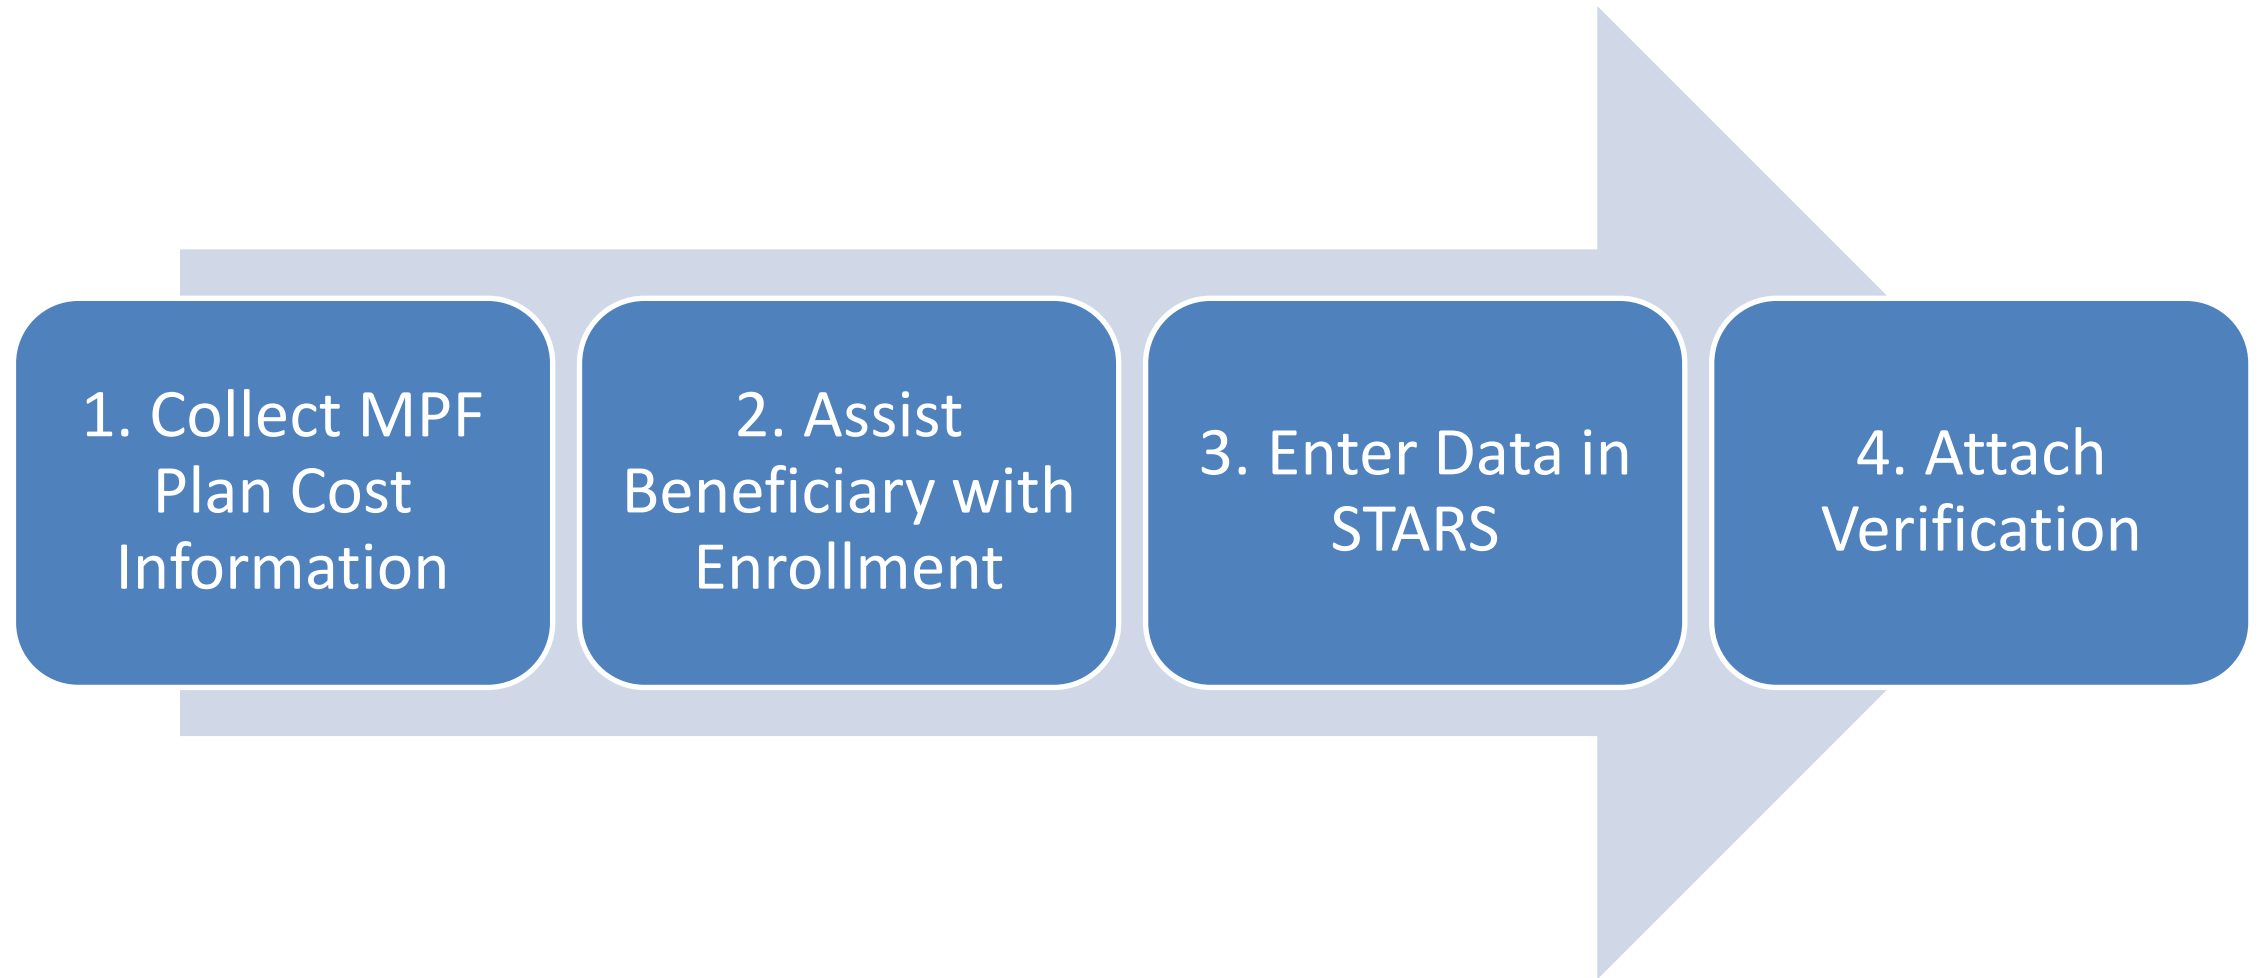 1. Collect MPF
Plan Cost
Information
2. Assist
Beneficiary with
Enrollment
3. Enter Data in
STARS
4. Attach
Verification